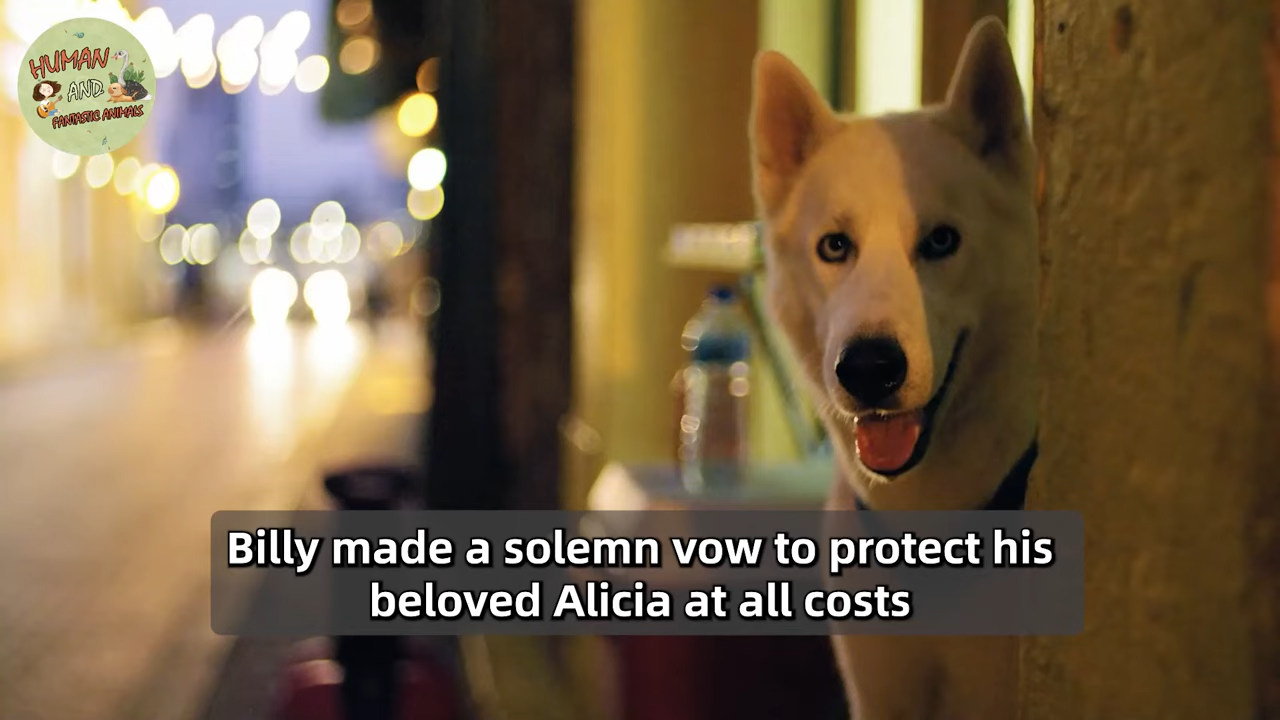 HUMAN
AND
FANTASTIC ANIMALS
Billy made a solemn vow to protect his
beloved Alicia at all costs